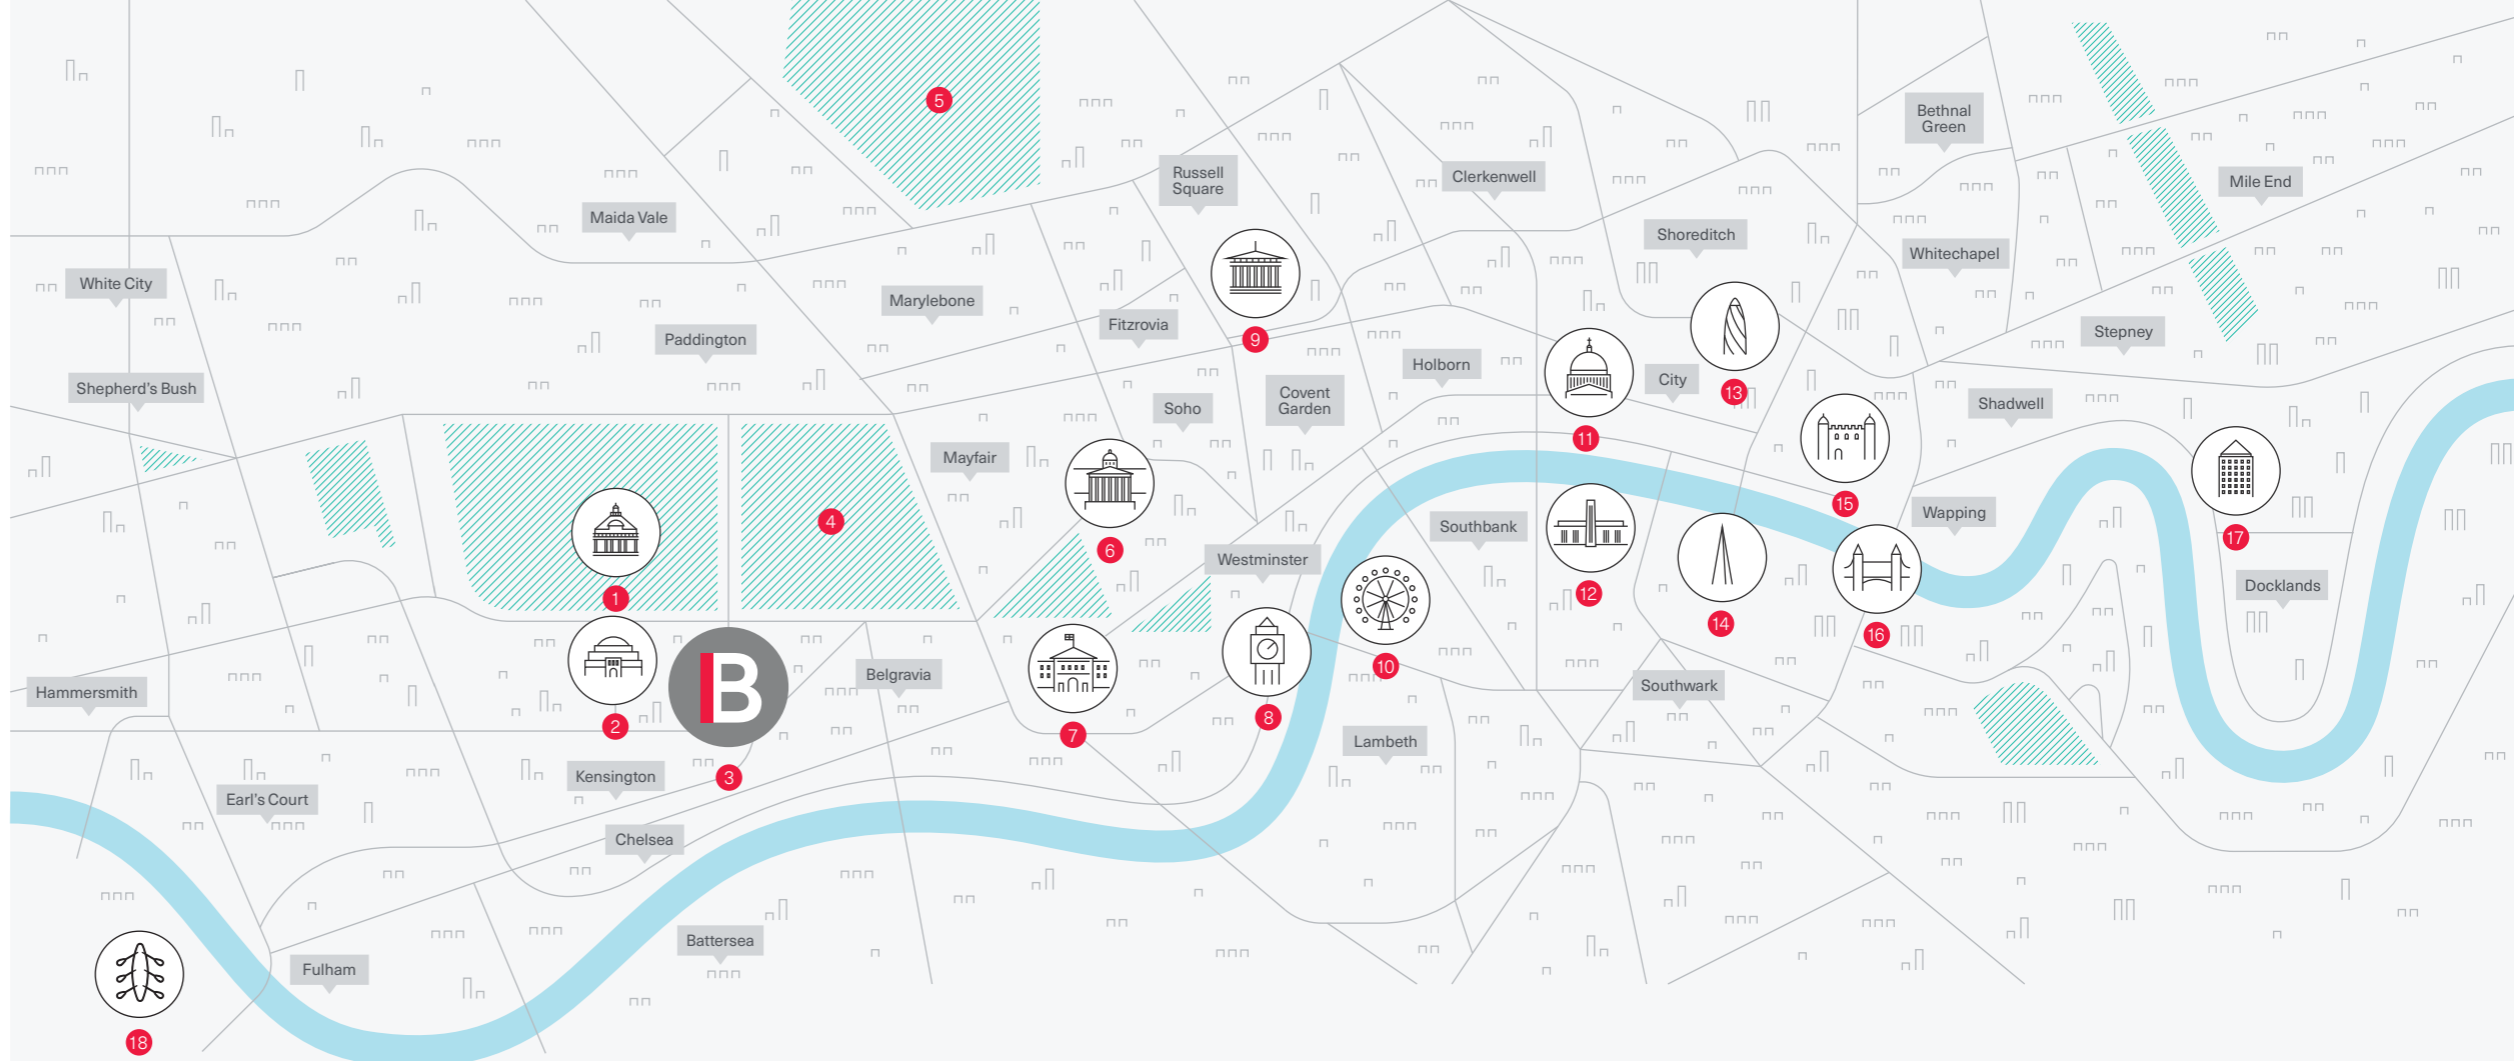 5
Bethnal
Green
Russell
Square
Clerkenwell
Mile End
Maida Vale
Shoreditch
Whitechapel
White City
Marylebone
Fitzrovia
Stepney
Paddington
9
Holborn
City
Shepherd's Bush
13
Covent
Garden
Soho
Shadwell
11
Mayfair
15
Wapping
4
Southbank
17
6
Westminster
Docklands
12
1
14
16
10
Belgravia
Southwark
Hammersmith
IB
8
2
7
Lambeth
Kensington
3
Earl's Court
Chelsea
Battersea
Fulham
18